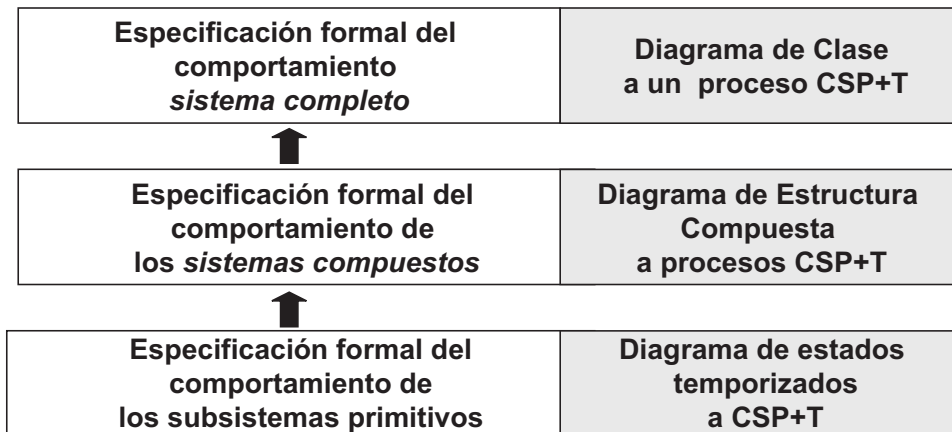 Especificación formal del
comportamiento
sistema completo
Diagrama de Clase
a un proceso CSP+T
Especificación formal del
comportamiento de
los sistemas compuestos
Diagrama de Estructura
Compuesta
a procesos CSP+T
Especificación formal del
comportamiento de
los subsistemas primitivos
Diagrama de estados
temporizados
a CSP+T